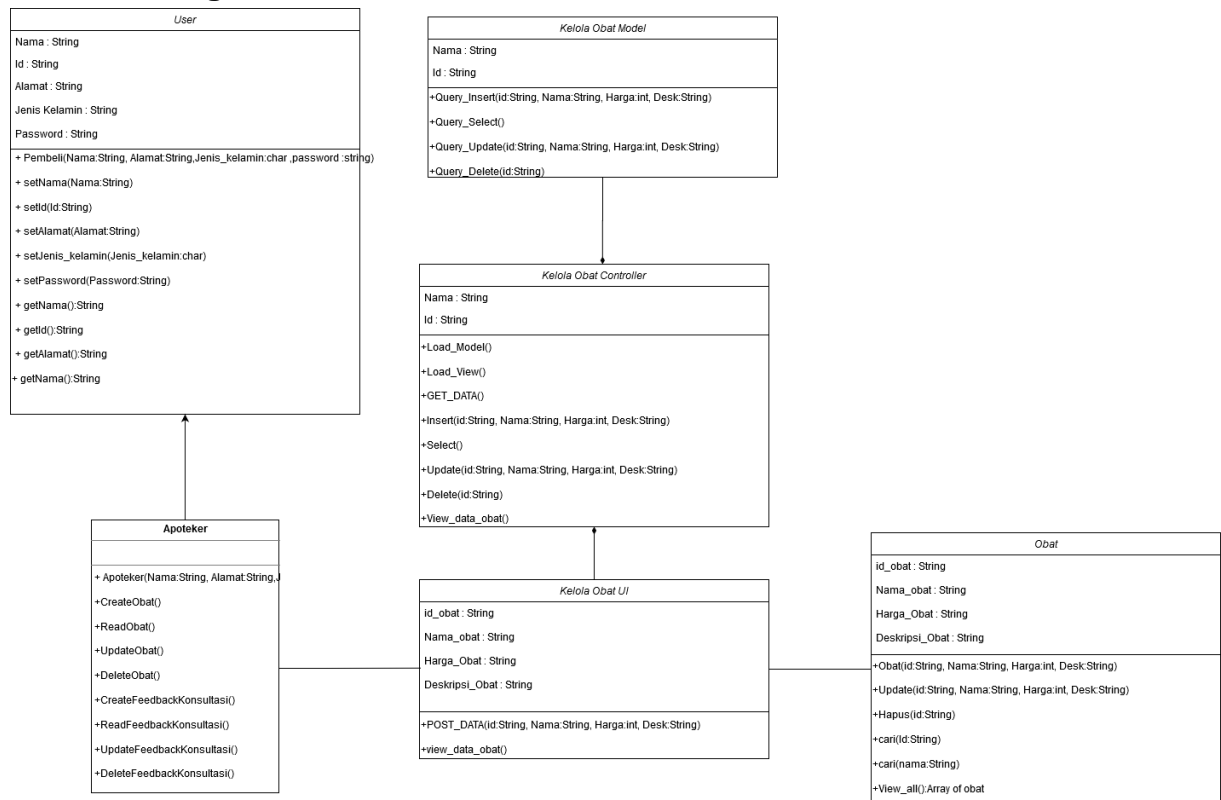 User
Nama : String
Id : String
Alamat : String
Jenis Kelamin : String
Password : String
+ Pembeli(Nama:String, Alamat:String,Jenis_kelamin:char ,password :string)
+ setNama(Nama:String)
+ setId(Id:String)
+ setAlamat(Alamat:String)
+ setJenis_kelamin(Jenis_kelamin:char)
+ setPassword(Password:String)
+ getNama():String
+ getId():String
+ getAlamat():String
+ getNama():String
Kelola Obat Model
Nama : String
Id : String
+Query_Insert(id:String, Nama:String, Harga:int, Desk:String)
+Query_Select()
+Query_Update(id:String, Nama:String, Harga:int, Desk:String)
+Query_Delete(id:String)
Kelola Obat Controller
Nama : String
Id : String
+Load_Model()
+Load_View()
+GET_DATA()
+Insert(id:String, Nama:String, Harga:int, Desk:String)
+Select()
+Update(id:String, Nama:String, Harga:int, Desk:String)
+Delete(id:String)
+View_data_obat()
Apoteker
+ Apoteker(Nama:String, Alamat:String,J
+CreateObat()
+ReadObat()
+UpdateObat()
+DeleteObat()
+CreateFeedbackKonsultasi()
+ReadFeedbackKonsultasi()
+UpdateFeedbackKonsultasi()
+DeleteFeedbackKonsultasi()
Kelola Obat UI
id_obat : String
Nama_obat : String
Harga_Obat : String
Deskripsi_Obat : String
+POST_DATA(id:String, Nama:String, Harga:int, Desk:String)
+view_data_obat()
Obat
id_obat : String
Nama_obat : String
Harga_Obat : String
Deskripsi_Obat : String
+Obat(id:String, Nama:String, Harga:int, Desk:String)
+Update(id:String, Nama:String, Harga:int, Desk:String)
+Hapus(id:String)
+cari(Id:String)
+cari(nama:String)
+View_all():Array of obat